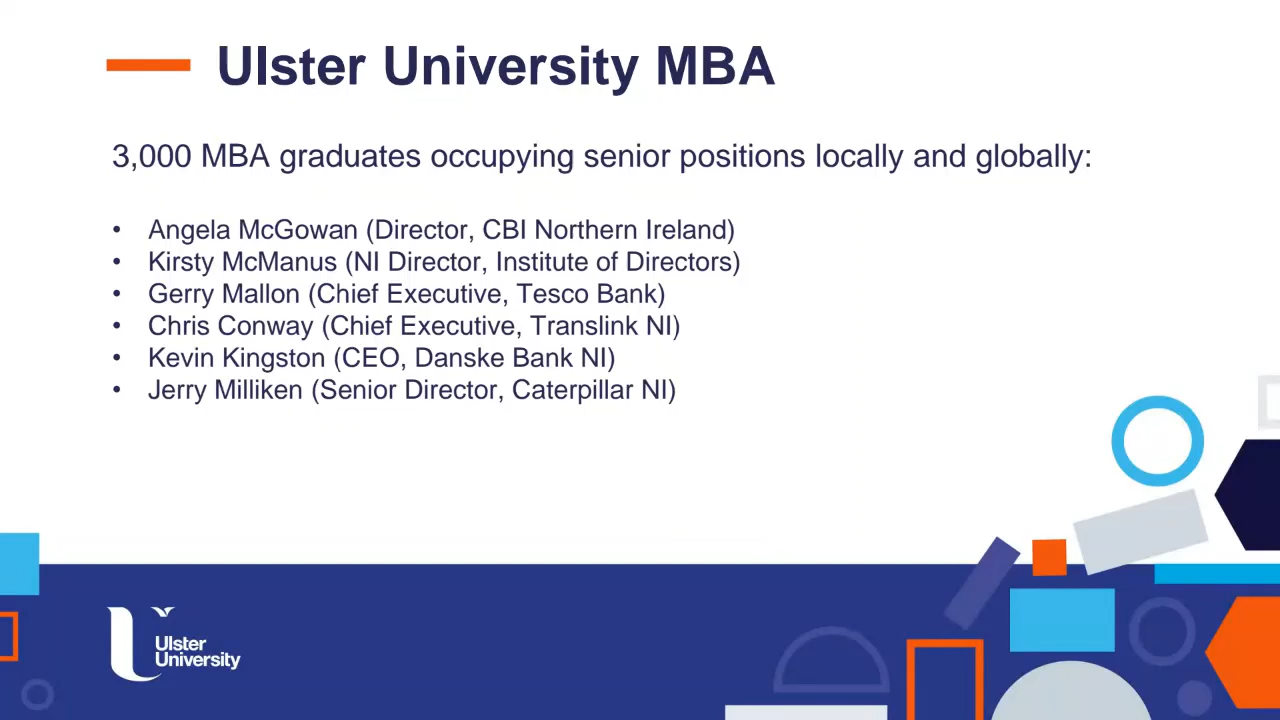 Ulster University MBA
3,000 MBA graduates occupying senior positions locally and globally:
• Angela McGowan (Director, CBI Northern Ireland)
• Kirsty McManus (NI Director, Institute of Directors)
• Gerry Mallon (Chief Executive, Tesco Bank)
• Chris Conway (Chief Executive, Translink NI)
• Kevin Kingston (CEO, Danske Bank NI)
• Jerry Milliken (Senior Director, Caterpillar NI)
Ulster
University